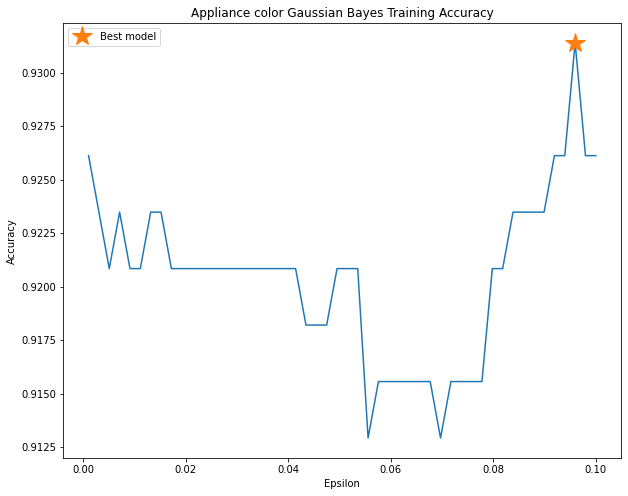 Appliance color Gaussian Bayes Training Accuracy
Best model
0.9300
0.9275
0.9250
0.9225
0.9200
0.9175
0.9150
0.9125
Accuracy
0.00 0.02 0.04 0.06 0.08 0.10
Epsilon